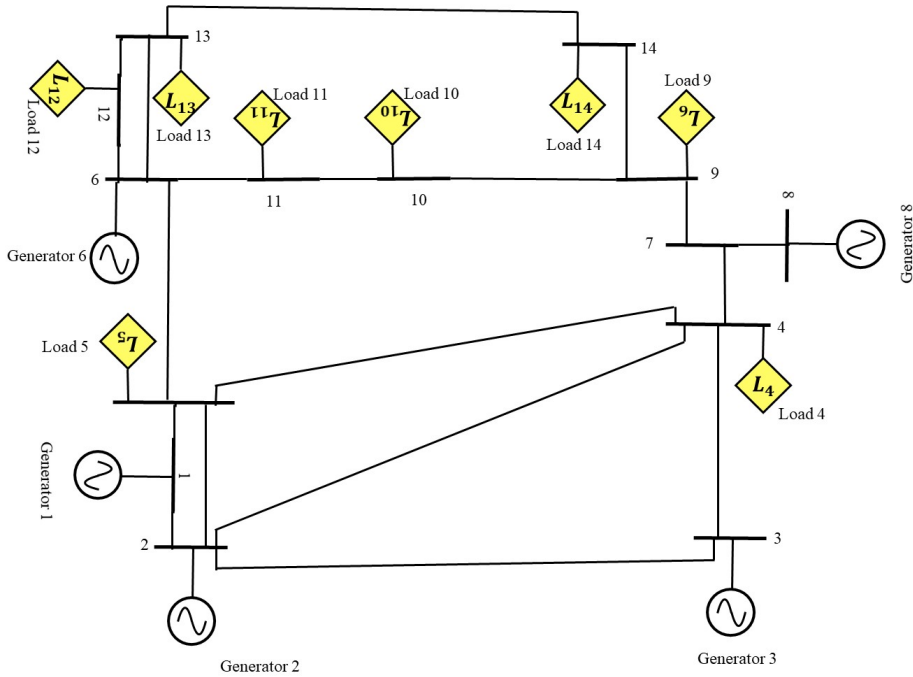 13
14
L₁₂
Load 12
12
L₁₃
Load 13
L₁₁
Load 11
L₁₀
Load 10
L₁₄
Load 14
Load 9
L₉
6
11
10
9
Generator 6
7
8
Generator 8
L₅
Load 5
4
L₄
Load 4
Generator 1
1
2
3
Generator 2
Generator 3